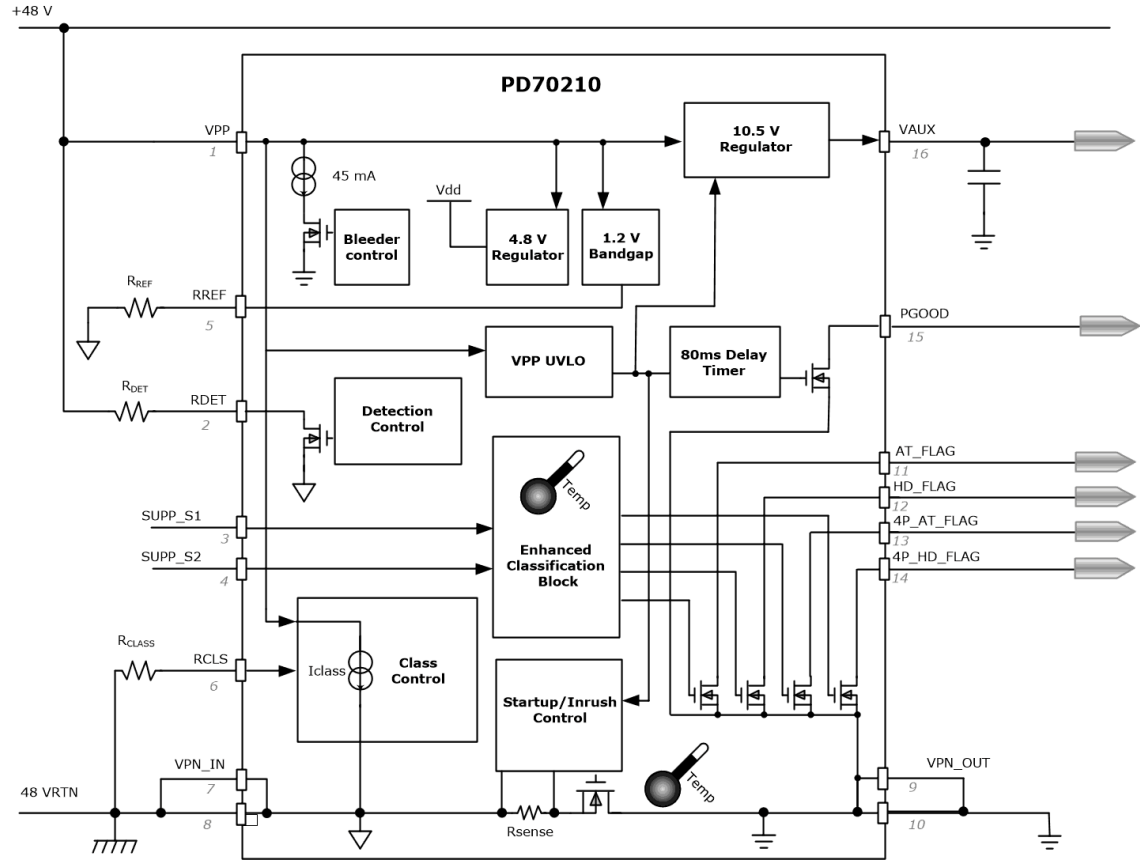 +48 V
PD70210
VPP
1
10.5 V
Regulator
VAUX
16
45 mA
Vdd
Bleeder
control
4.8 V
Regulator
1.2 V
Bandgap
RREF
RREF
5
PGOOD
15
VPP UVLO
80ms Delay
Timer
RDET
RDET
2
Detection
Control
AT_FLAG
11
Temp
HD_FLAG
12
SUPP_S1
3
4P_AT_FLAG
13
Enhanced
Classification
Block
SUPP_S2
4
4P_HD_FLAG
14
RCLASS
RCLS
6
Iclass
Class
Control
Startup/Inrush
Control
VPN_IN
7
Temp
VPN_OUT
9
48 VRTN
8
Rsense
10